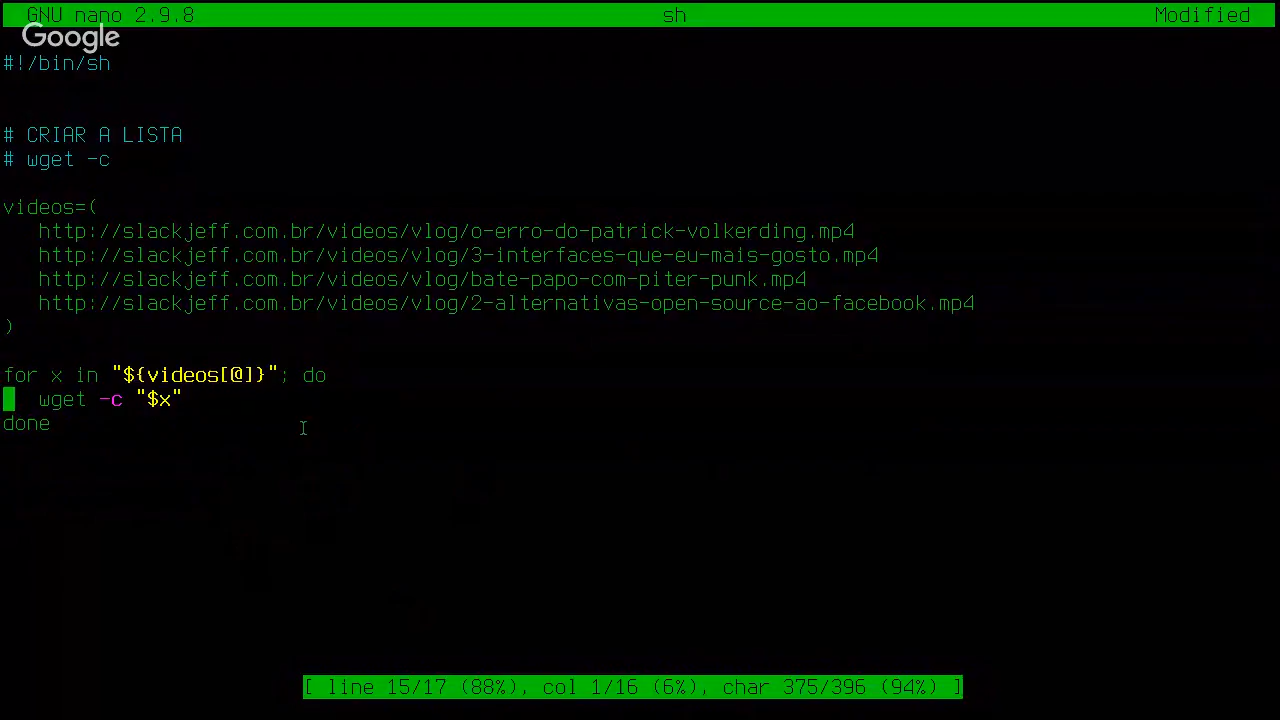 GNU nano 2.9.8 sh Modified
Google
#!/bin/sh
# CRIAR A LISTA
# wget -c
videos=(
http://slackjeff.com.br/videos/vlog/o-erro-do-patrick-volkerding.mp4
http://slackjeff.com.br/videos/vlog/3-interfaces-que-eu-mais-gosto.mp4
http://slackjeff.com.br/videos/vlog/bate-papo-com-piter-punk.mp4
http://slackjeff.com.br/videos/vlog/2-alternativas-open-source-ao-facebook.mp4
)
for x in "${videos[@]}"; do
wget -c "$x"
done
[ line 15/17 (88%), col 1/16 (6%), char 375/396 (94%) ]